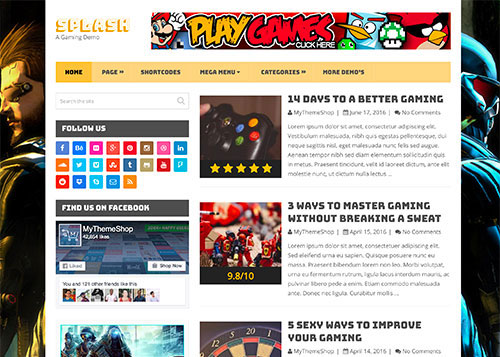 SPLASH
A Gaming Demo
PLAY GAMES
CLICK HERE
HOME
PAGE »
SHORTCODES
MEGA MENU
CATEGORIES »
MORE DEMO'S
Search the site
FOLLOW US
FIND US ON FACEBOOK
MyThemeShop
42,654 likes
Liked
Shop Now
You and 191 other friends like this
14 DAYS TO A BETTER GAMING
MyThemeShop | June 17, 2016 | No Comments
Lorem ipsum dolor sit amet, consectetur adipiscing elit.
Vestibulum malesuada, nibh quis egestas pellentesque, dui
neque sagittis nisl, eget malesuada nunc felis sed augue.
Aenean tempor nibh sed diam elementum sollicitudin quis
in metus. Praesent tincidunt, velit id laoreet dictum, ante elit
molestie nunc, ut dictum nulla lectus ...
3 WAYS TO MASTER GAMING
WITHOUT BREAKING A SWEAT
MyThemeShop | April 15, 2016 | No Comments
9.8/10
Lorem ipsum dolor sit amet, consectetur adipiscing elit.
Sed eleifend urna eu sapien. Quisque posuere nunc eu
massa. Praesent bibendum lorem non leo. Morbi volutpat,
urna eu fermentum rutrum, ligula lacus interdum mauris, ac
pulvinar libero pede a enim. Etiam commodo malesuada
ante. Donec nec ligula. Curabitur mollis ...
5 SEXY WAYS TO IMPROVE
YOUR GAMING
MyThemeShop | April 14, 2016 | No Comments